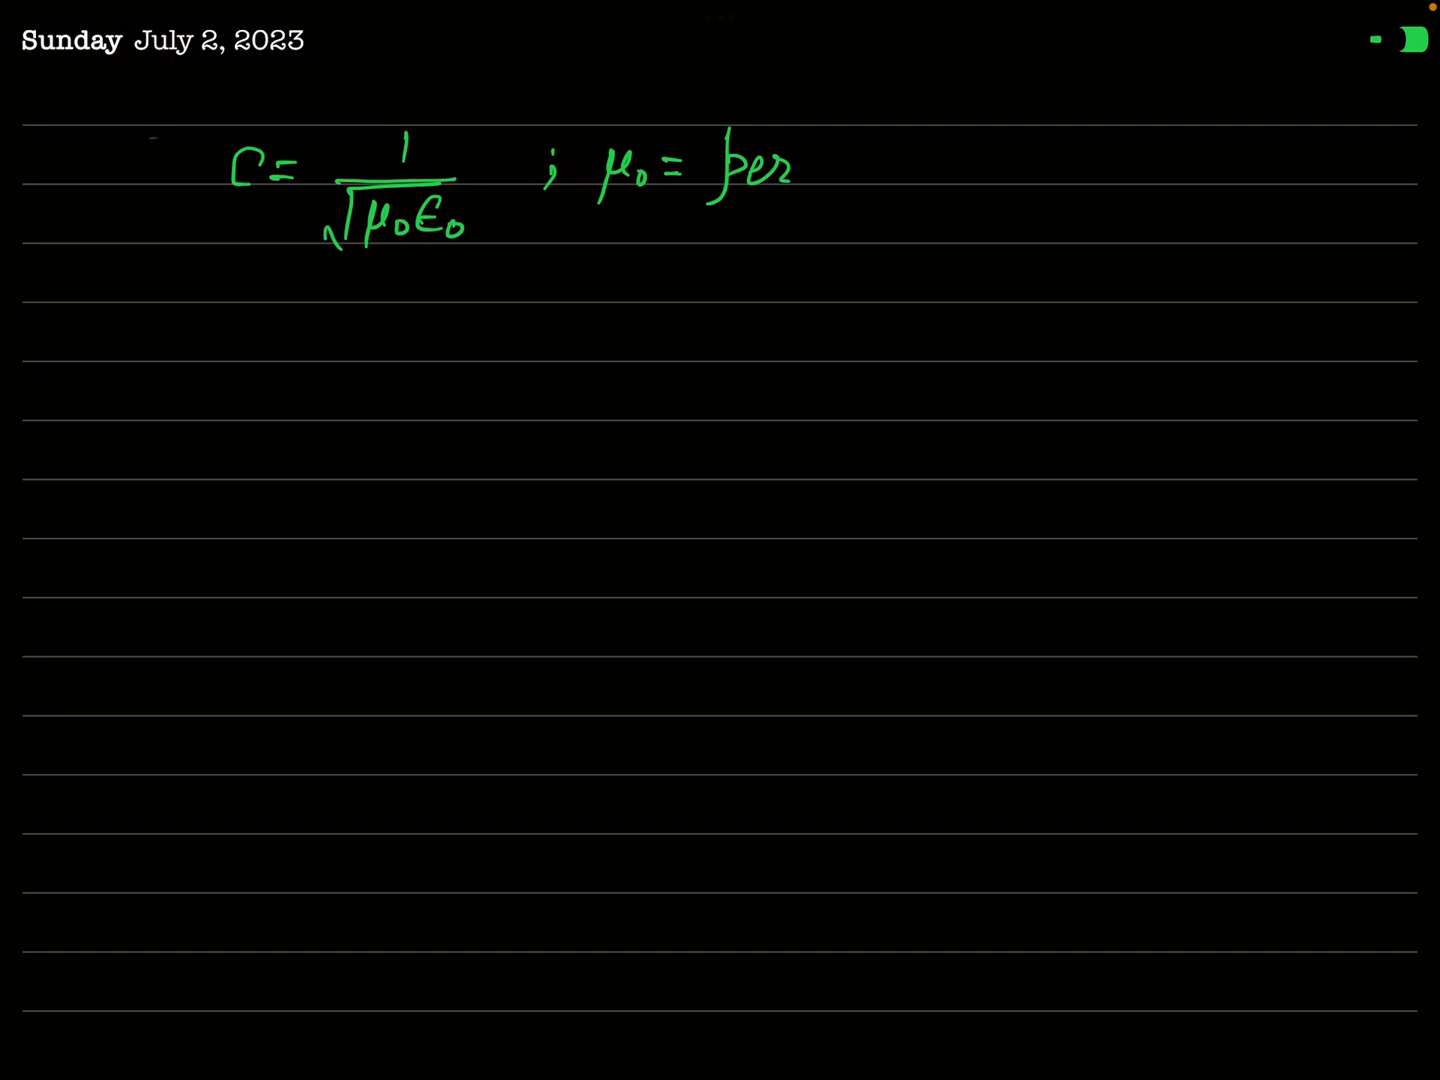 Sunday July 2, 2023
C = 1/√μ₀ϵ₀ ; μ₀ = per